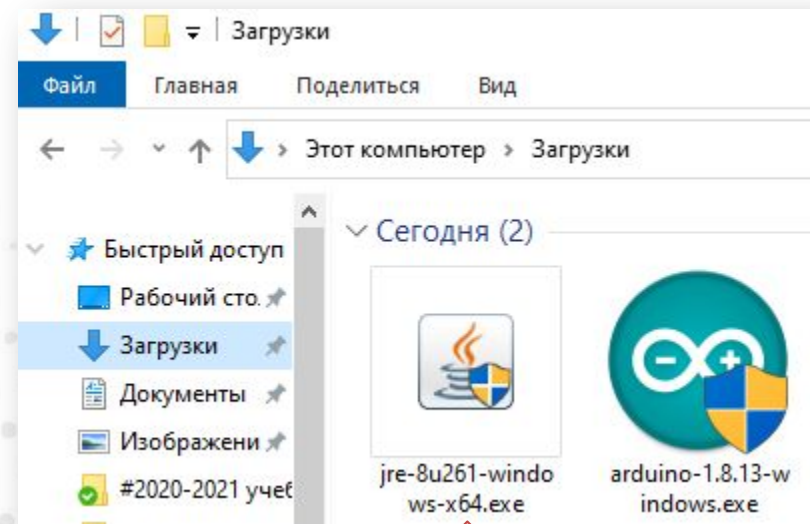 Загрузки
Файл Главная Поделиться Вид
Этот компьютер › Загрузки
Быстрый доступ
Рабочий сто.
Загрузки
Документы
Изображени
#2020-2021 учеб
Сегодня (2)
jre-8u261-windo
ws-x64.exe
arduino-1.8.13-w
indows.exe